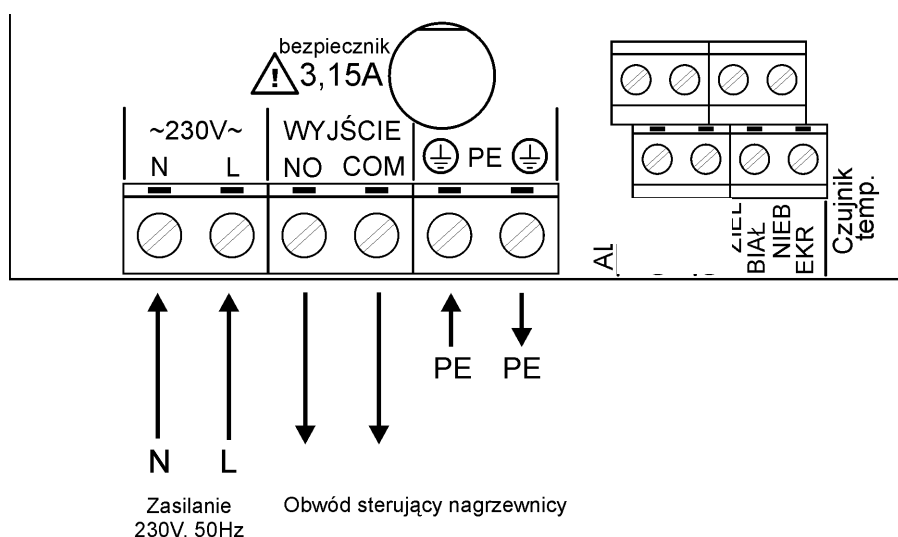 bezpiecznik
3,15A
~230V~
WYJŚCIE
N L
NO COM
PE
BIAŁ
NIEB
EKR
Czujnik
temp.
PE PE
N L
Zasilanie
230V. 50Hz
Obwód sterujący nagrzewnicy